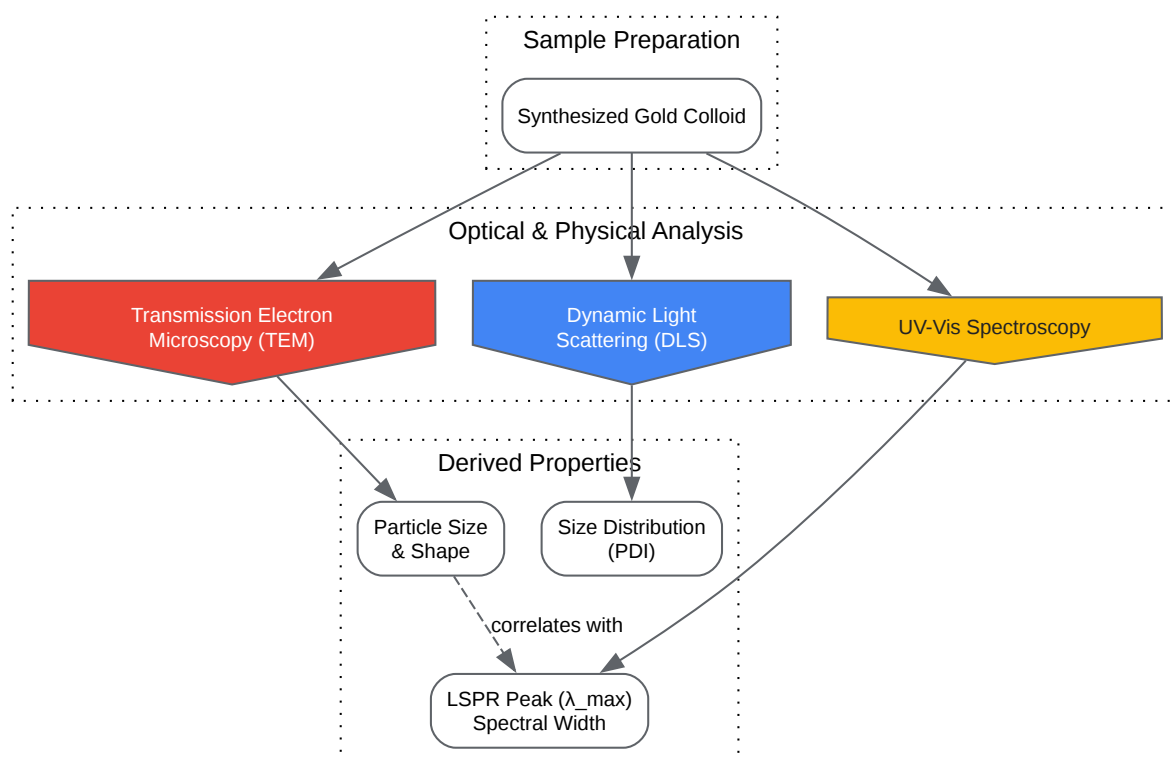 Sample Preparation
Synthesized Gold Colloid
Optical & Physical Analysis
Transmission Electron
Microscopy (TEM)
Dynamic Light
Scattering (DLS)
UV-Vis Spectroscopy
Derived Properties
Particle Size
& Shape
Size Distribution
(PDI)
correlates with
LSPR Peak (λ_max)
Spectral Width